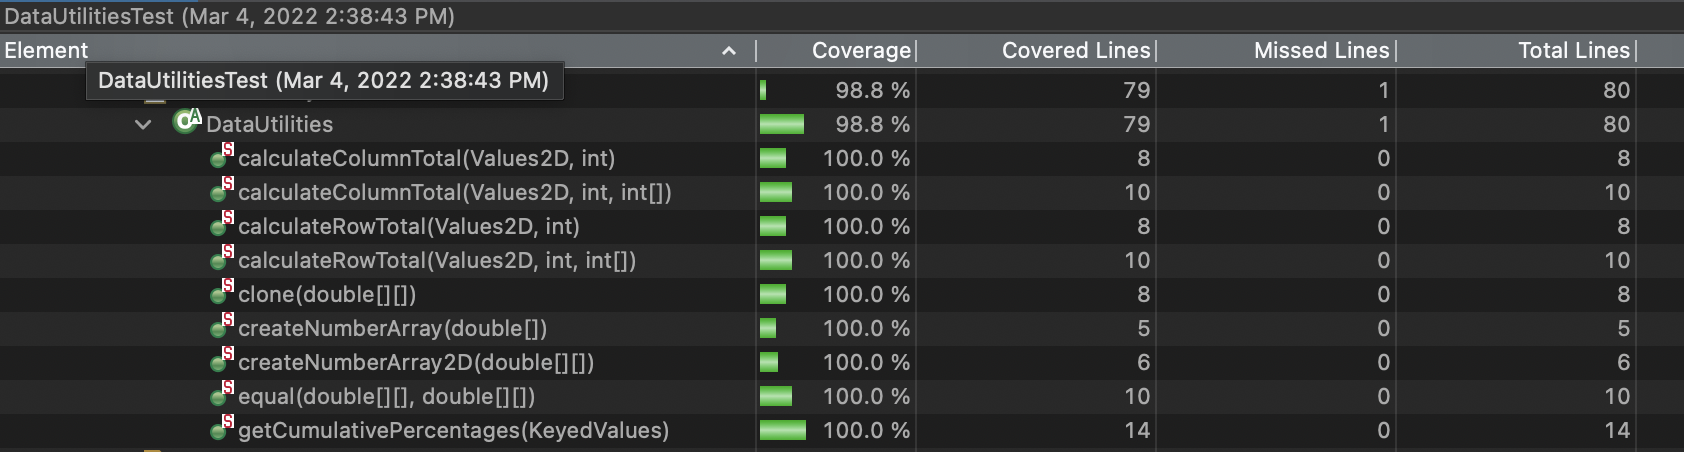 DataUtilitiesTest (Mar 4, 2022 2:38:43 PM)
Element Coverage Covered Lines Missed Lines Total Lines
DataUtilitiesTest (Mar 4, 2022 2:38:43 PM)
98.8 % 79 1 80
DataUtilities 98.8 % 79 1 80
calculateColumnTotal(Values2D, int) 100.0 % 8 0 8
calculateColumnTotal(Values2D, int, int[]) 100.0 % 10 0 10
calculateRowTotal(Values2D, int) 100.0 % 8 0 8
calculateRowTotal(Values2D, int, int[]) 100.0 % 10 0 10
clone(double[][]) 100.0 % 8 0 8
createNumberArray(double[]) 100.0 % 5 0 5
createNumberArray2D(double[][]) 100.0 % 6 0 6
equal(double[][], double[][]) 100.0 % 10 0 10
getCumulativePercentages(KeyedValues) 100.0 % 14 0 14